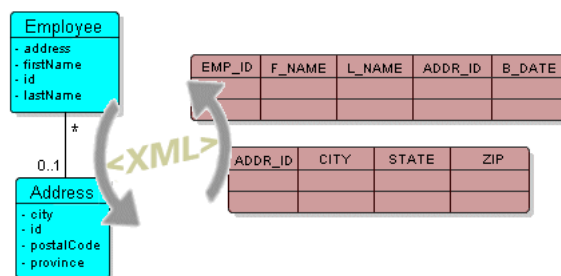 Employee
- address
- firstName
- id
- lastName
*
0..1
Address
- city
- id
- postalCode
- province
<XML>
EMP_ID F_NAME L_NAME ADDR_ID B_DATE
ADDR_ID CITY STATE ZIP